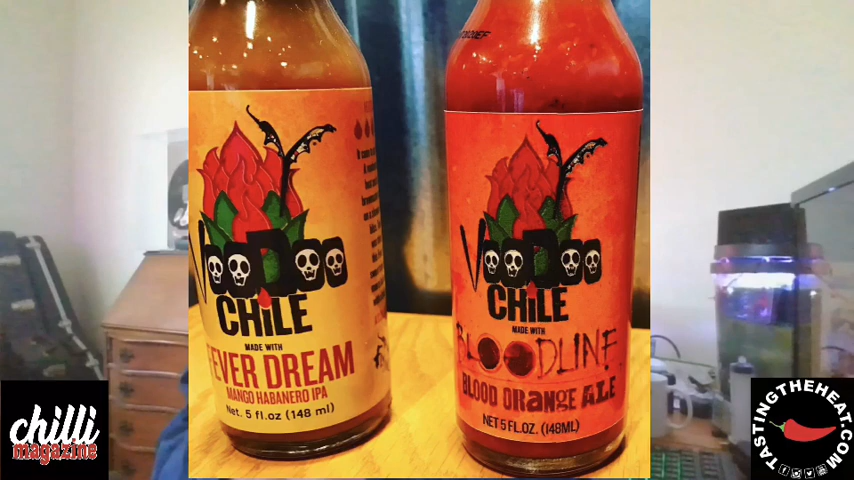 VOODOO
CHILE
MADE WITH
FEVER DREAM
MANGO HABANERO IPA
Net. 5 fl.oz (148 ml)
VOODOO
CHILE
MADE WITH
BLOODLINE
BLOOD ORANGE ALE
NET 5 FL.OZ. (148ML)
chilli
magazine
TASTINGTHEHEAT.COM